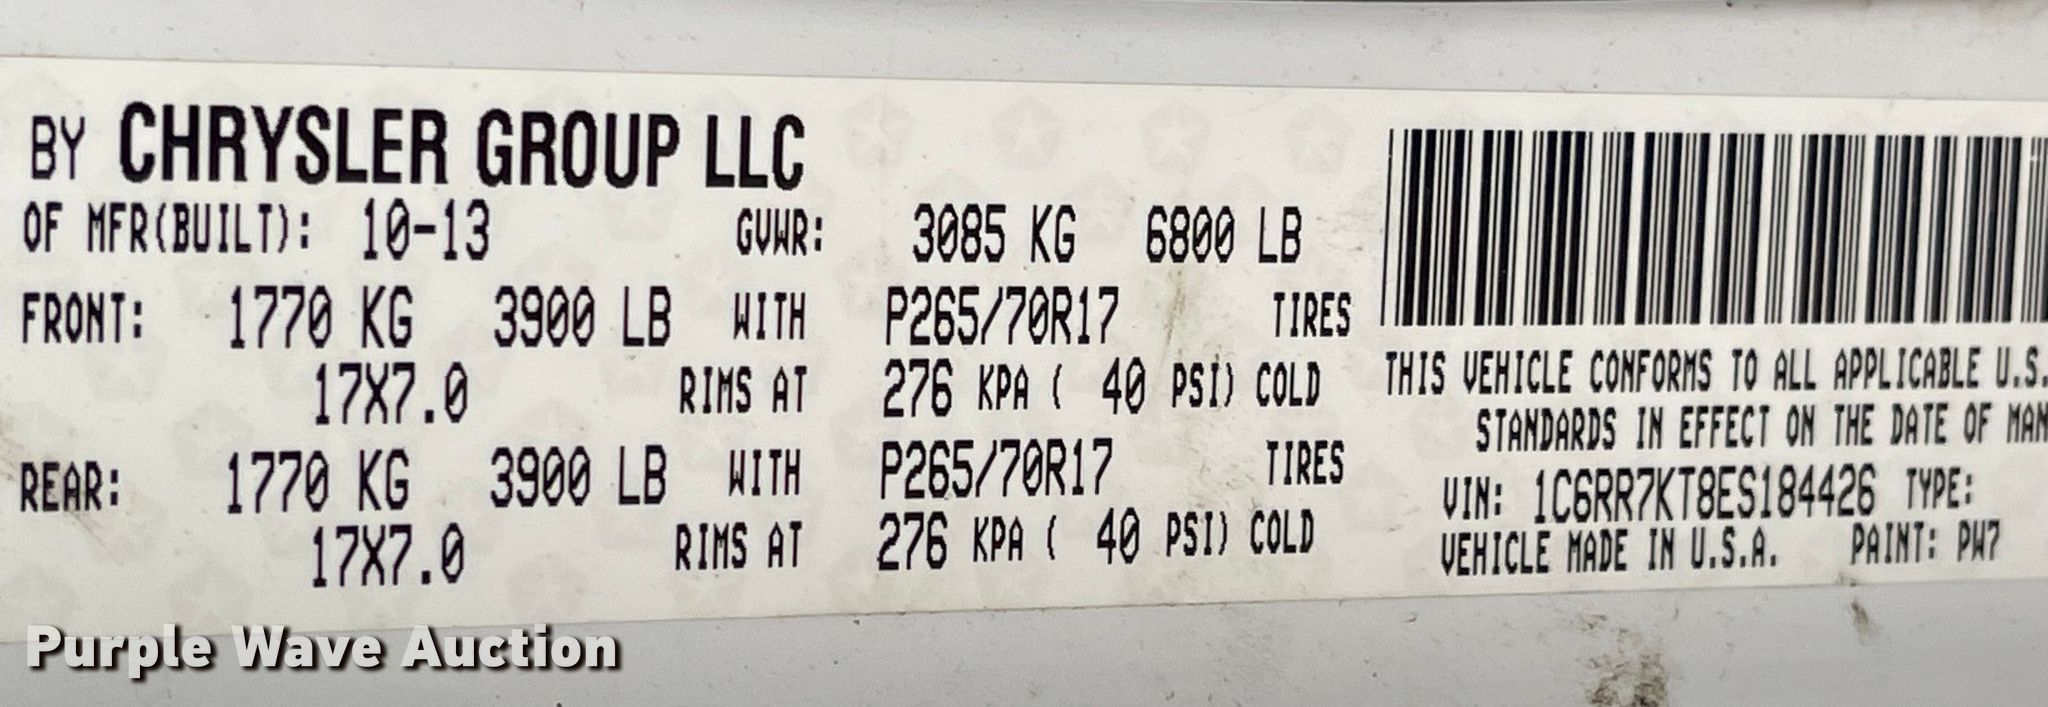 BY CHRYSLER GROUP LLC
OF MFR(BUILT): 10-13 GVWR: 3085 KG 6800 LB
FRONT: 1770 KG 3900 LB WITH P265/70R17 TIRES
17X7.0 RIMS AT 276 KPA ( 40 PSI) COLD
REAR: 1770 KG 3900 LB WITH P265/70R17 TIRES
17X7.0 RIMS AT 276 KPA ( 40 PSI) COLD
THIS VEHICLE CONFORMS TO ALL APPLICABLE U.S.
STANDARDS IN EFFECT ON THE DATE OF MAN
VIN: 1C6RR7KT8ES184426 TYPE:
VEHICLE MADE IN U.S.A. PAINT: PW7
Purple Wave Auction